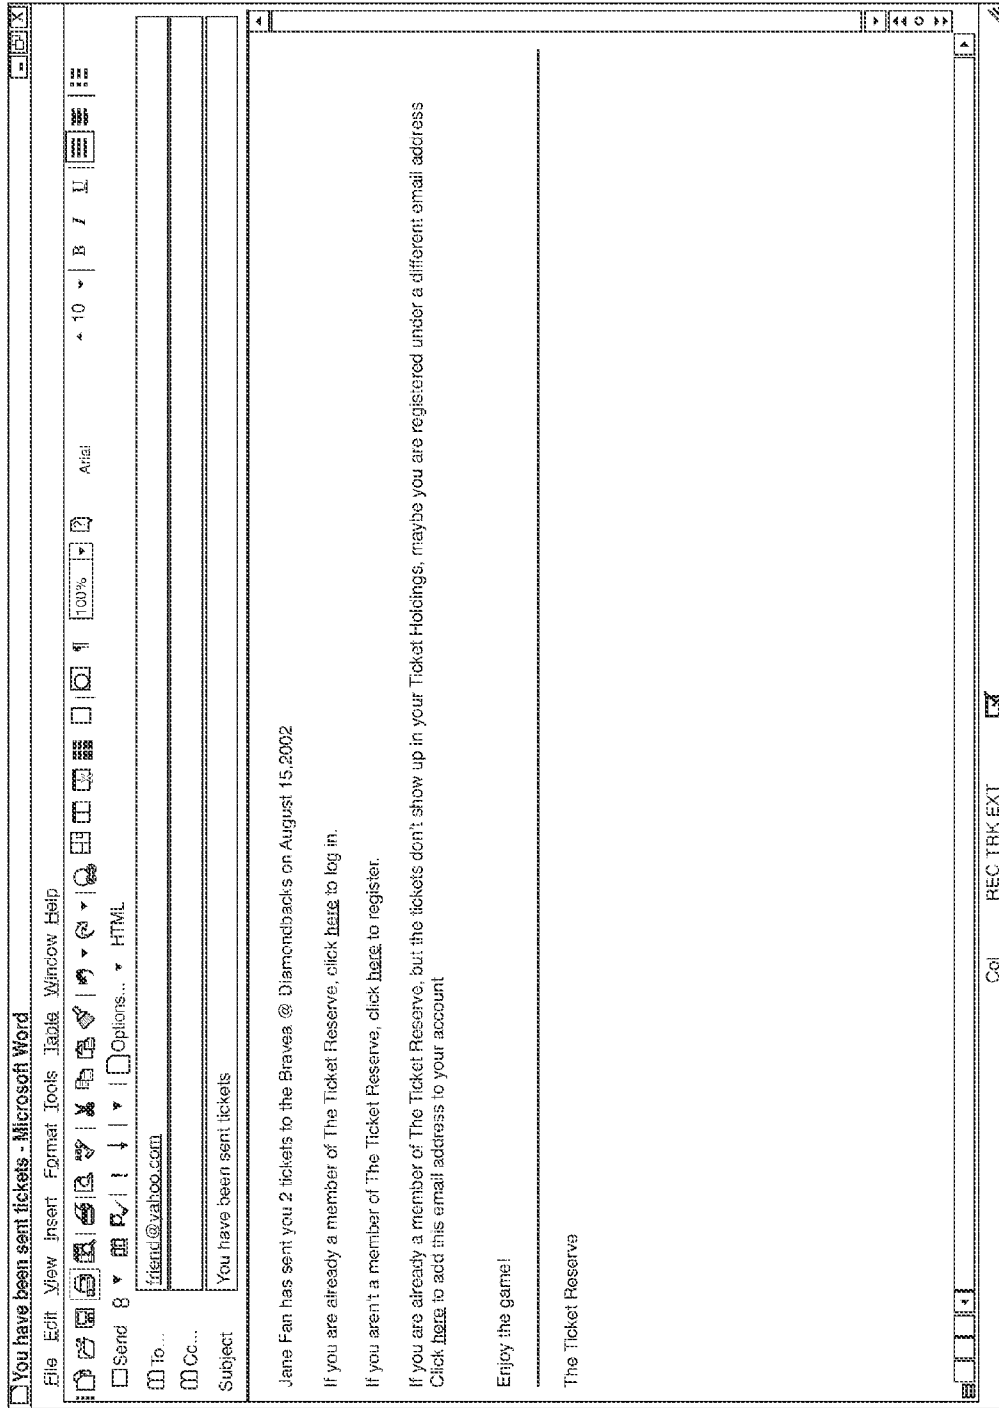 You have been sent tickets - Microsoft Word
File Edit View Insert Format Tools Table Window Help
100% Arial 10 B I U
Send 8 Options... HTML
To... friend@yahoo.com
Cc...
Subject You have been sent tickets
Jane Fan has sent you 2 tickets to the Braves @ Diamondbacks on August 15,2002
If you are already a member of The Ticket Reserve, click here to log in.
If you aren't a member of The Ticket Reserve, click here to register.
If you are already a member of The Ticket Reserve, but the tickets don't show up in your Ticket Holdings, maybe you are registered under a different email address
Click here to add this email address to your account
Enjoy the game!
The Ticket Reserve
Col REC TRK EXT